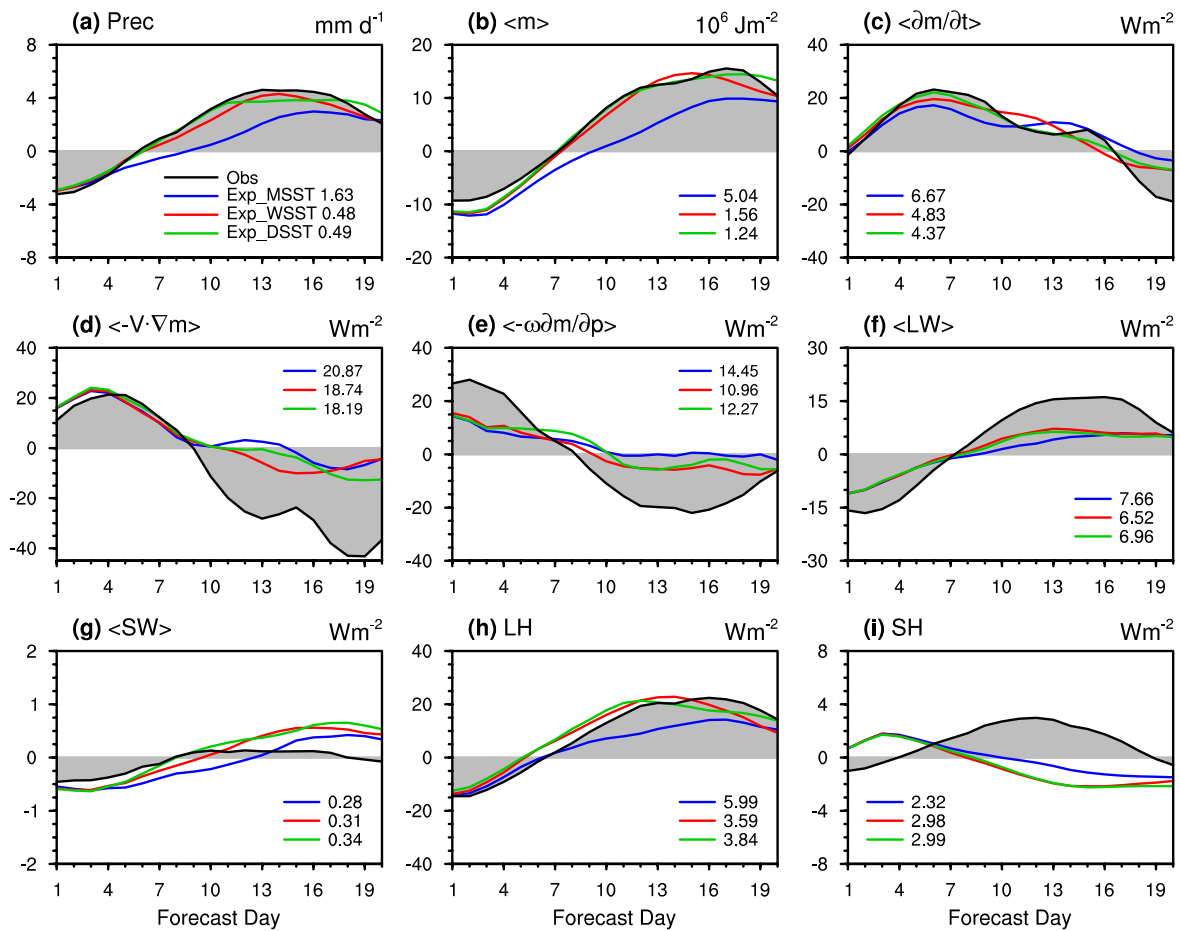 (a) Prec mm d-1
8
4
0
-4
-8
Obs
Exp_MSST 1.63
Exp_WSST 0.48
Exp_DSST 0.49
1 4 7 10 13 16 19
(b) <m> 10^6 Jm-2
20
10
0
-10
-20
5.04
1.56
1.24
1 4 7 10 13 16 19
(c) <∂m/∂t> Wm-2
40
20
0
-20
-40
6.67
4.83
4.37
1 4 7 10 13 16 19
(d) <-V·∇m> Wm-2
40
20
0
-20
-40
20.87
18.74
18.19
1 4 7 10 13 16 19
(e) <-ω∂m/∂p> Wm-2
40
20
0
-20
-40
14.45
10.96
12.27
1 4 7 10 13 16 19
(f) <LW> Wm-2
30
15
0
-15
-30
7.66
6.52
6.96
1 4 7 10 13 16 19
(g) <SW> Wm-2
2
1
0
-1
-2
0.28
0.31
0.34
1 4 7 10 13 16 19
Forecast Day
(h) LH Wm-2
40
20
0
-20
-40
5.99
3.59
3.84
1 4 7 10 13 16 19
Forecast Day
(i) SH Wm-2
8
4
0
-4
-8
2.32
2.98
2.99
1 4 7 10 13 16 19
Forecast Day